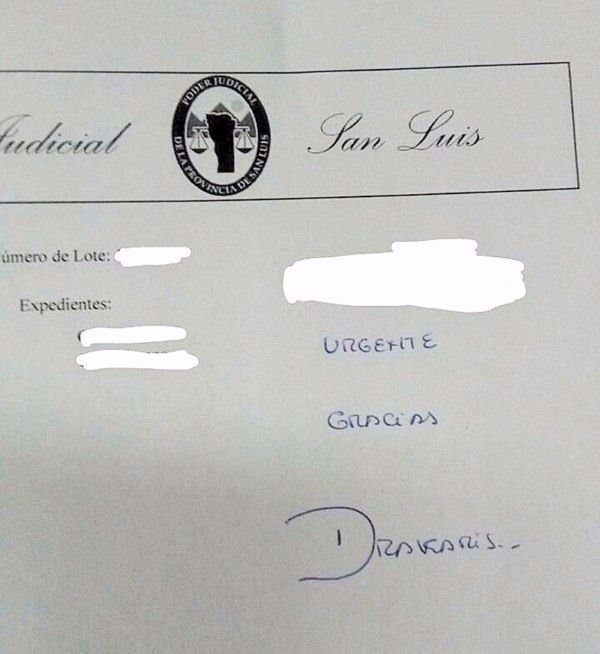 Judicial
PODER JUDICIAL
DE LA PROVINCIA DE SAN LUIS
San Luis
úmero de Lote:
Expedientes:
URGENTE
GRACIAS
DRAKARIS..-